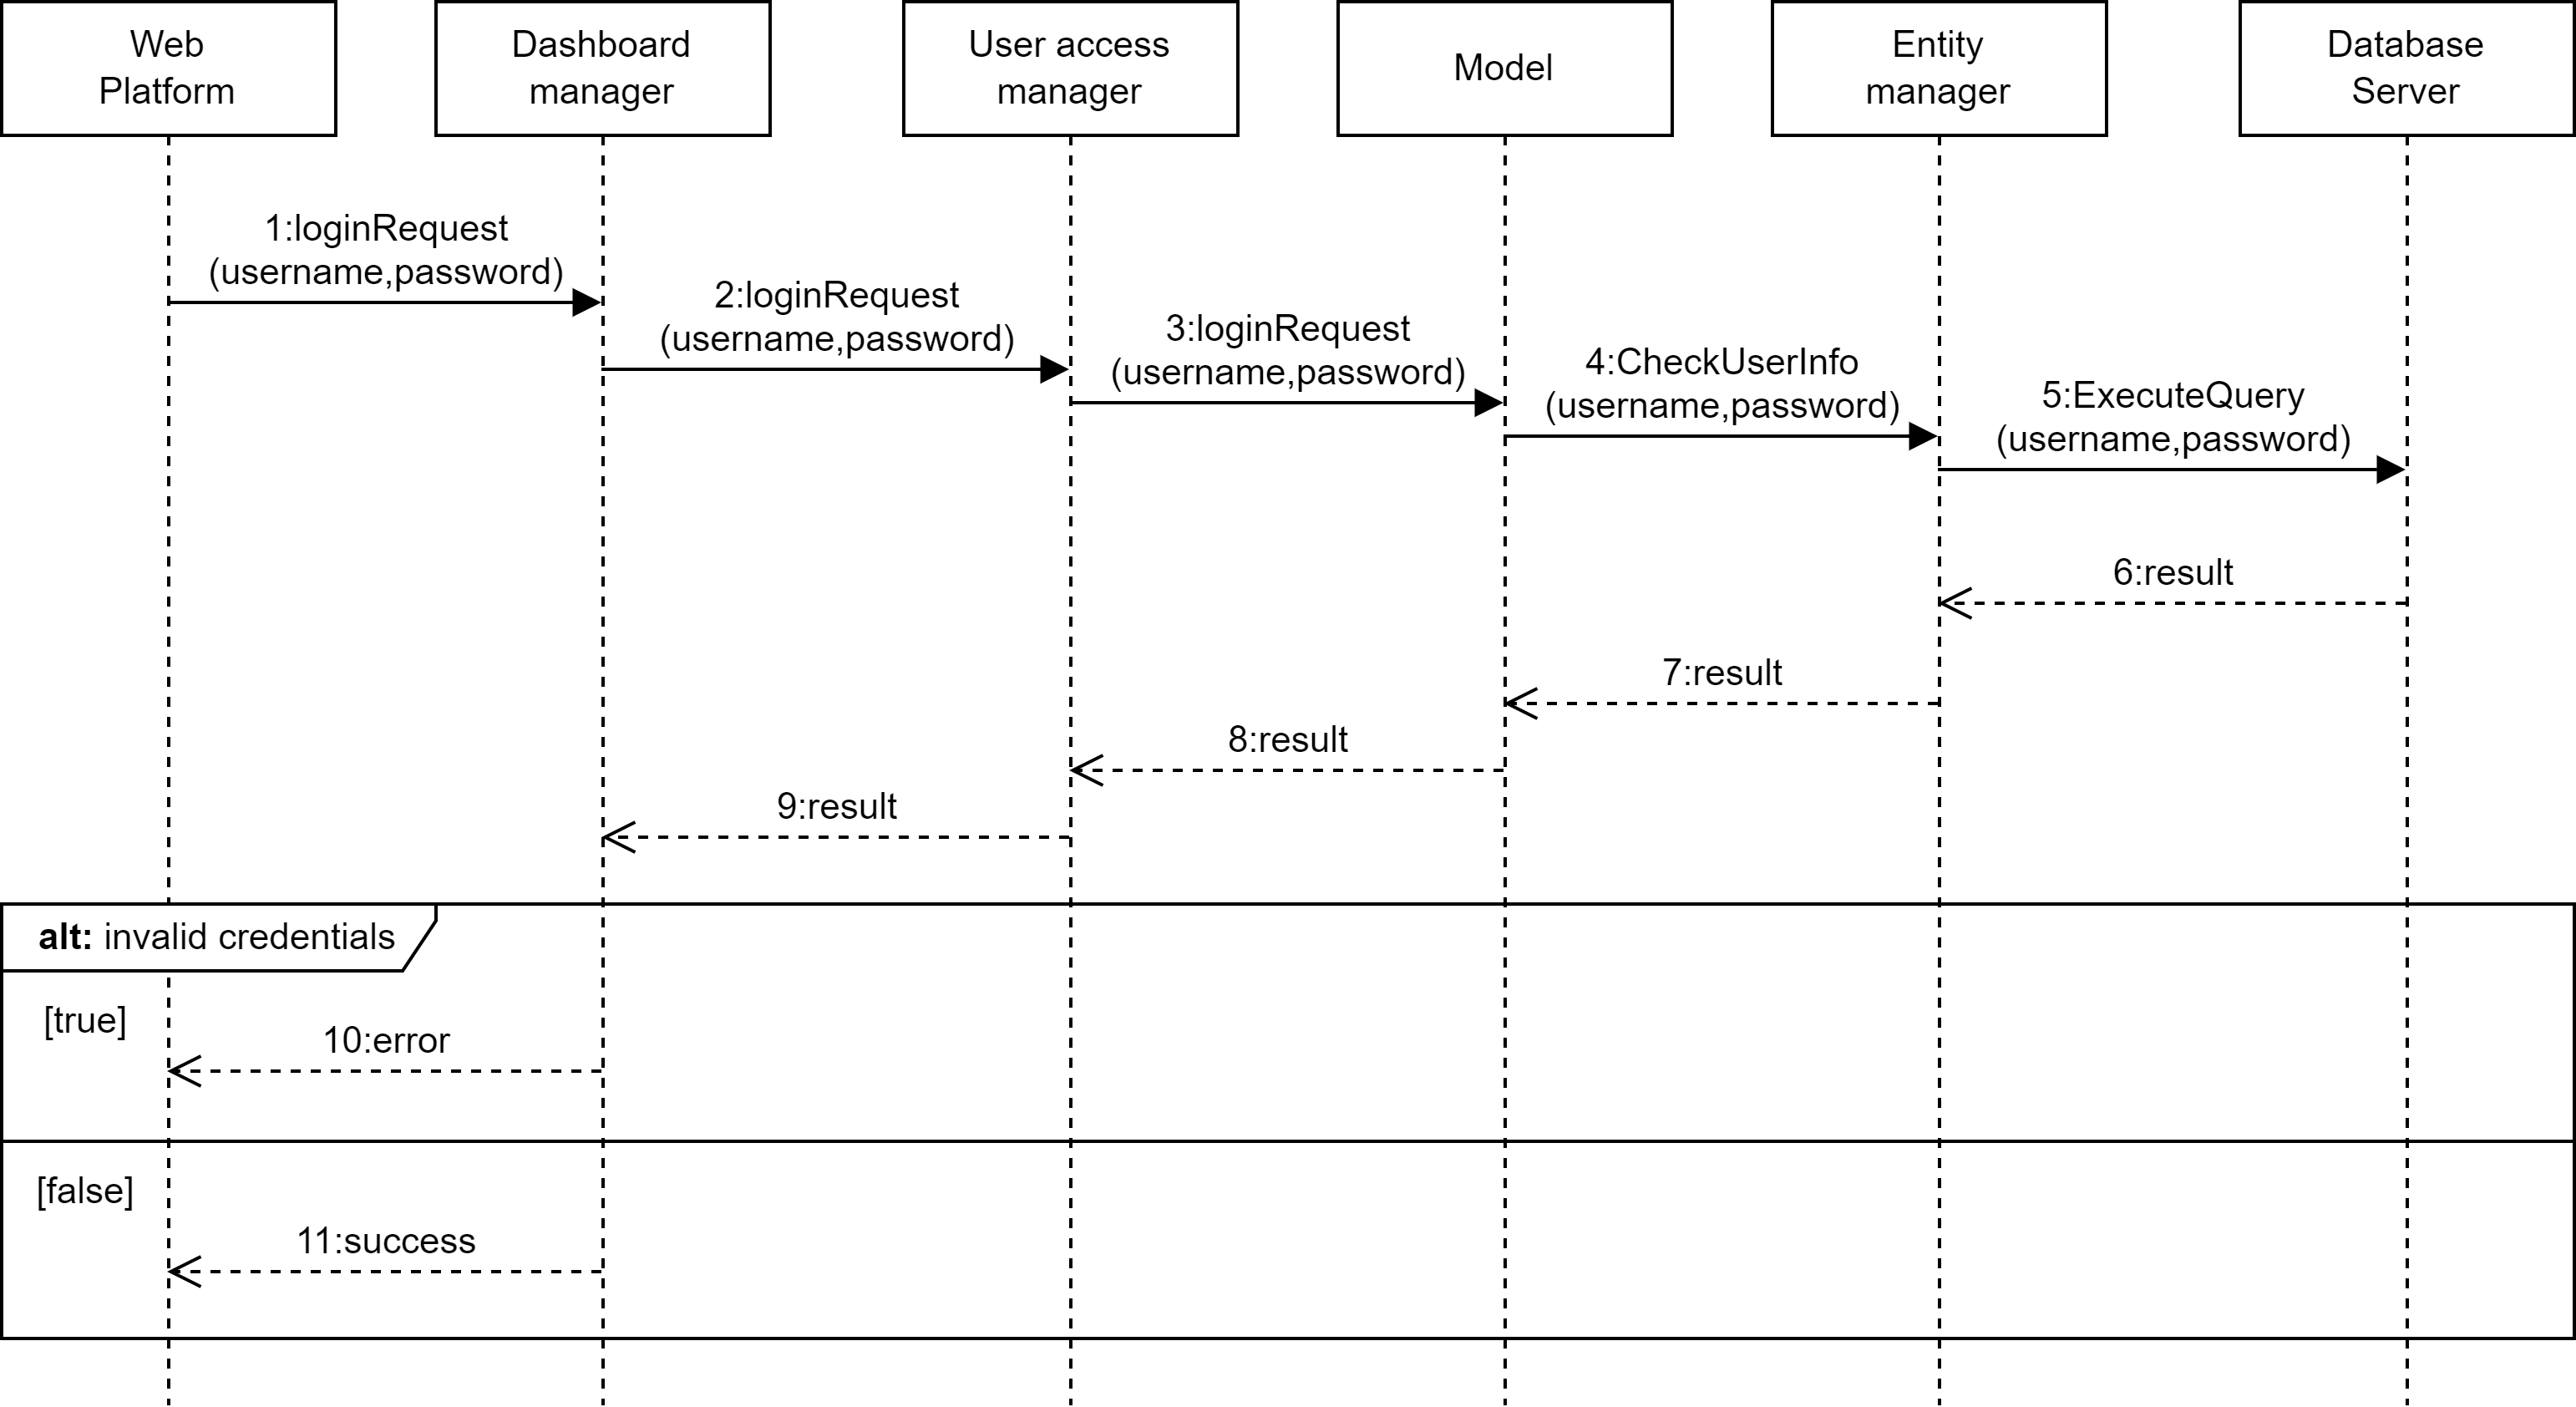 Web
Platform
Dashboard
manager
User access
manager
Model
Entity
manager
Database
Server
1:loginRequest
(username,password)
2:loginRequest
(username,password)
3:loginRequest
(username,password)
4:CheckUserInfo
(username,password)
5:ExecuteQuery
(username,password)
6:result
7:result
8:result
9:result
alt: invalid credentials
[true]
10:error
[false]
11:success